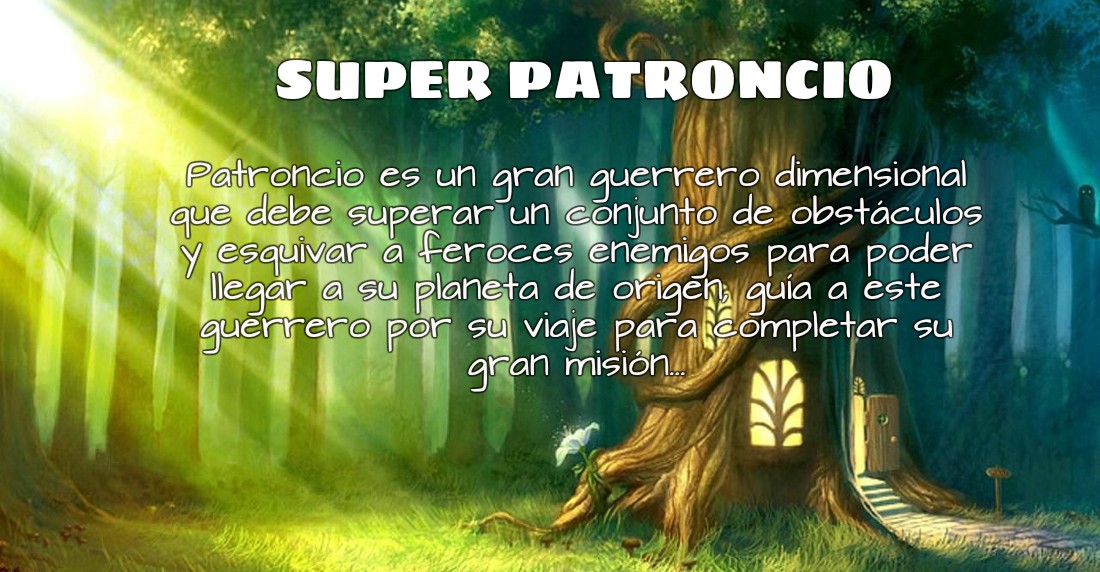 SUPER PATRONCIO
Patroncio es un gran guerrero dimensional
que debe superar un conjunto de obstáculos
y esquivar a feroces enemigos para poder
llegar a su planeta de origen, guía a este
guerrero por su viaje para completar su
gran misión...